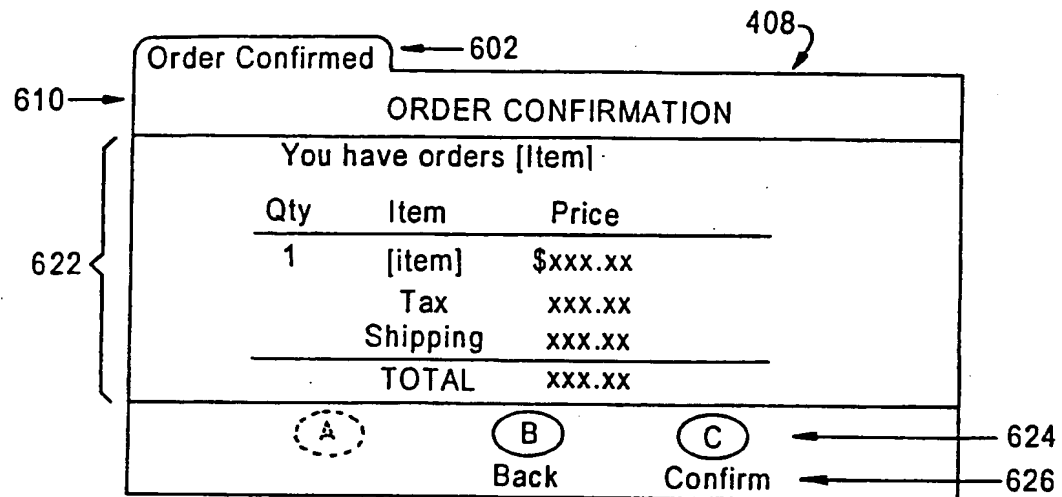 408
Order Confirmed 602
610 ORDER CONFIRMATION
You have orders [Item]
Qty Item Price
1 [item] $xxx.xx
622
Tax xxx.xx
Shipping xxx.xx
TOTAL xxx.xx
A B C 624
Back Confirm 626